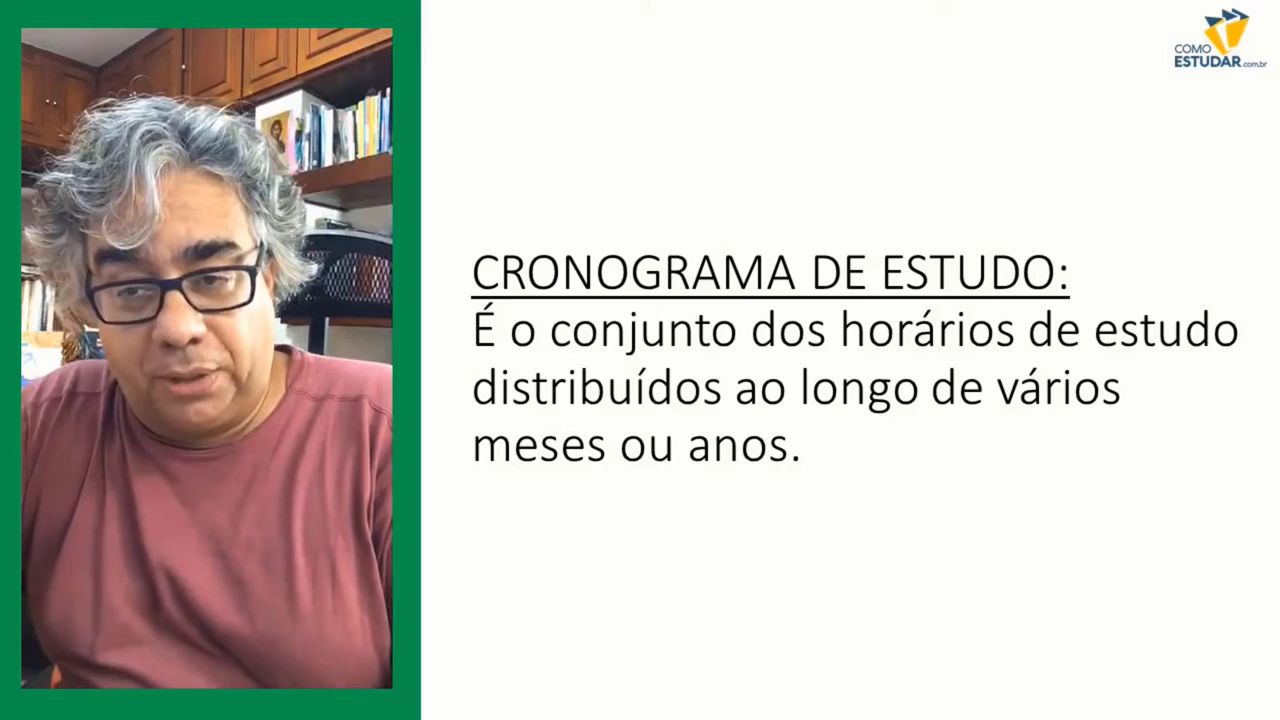 COMO
ESTUDAR.com.br
CRONOGRAMA DE ESTUDO:
É o conjunto dos horários de estudo
distribuídos ao longo de vários
meses ou anos.